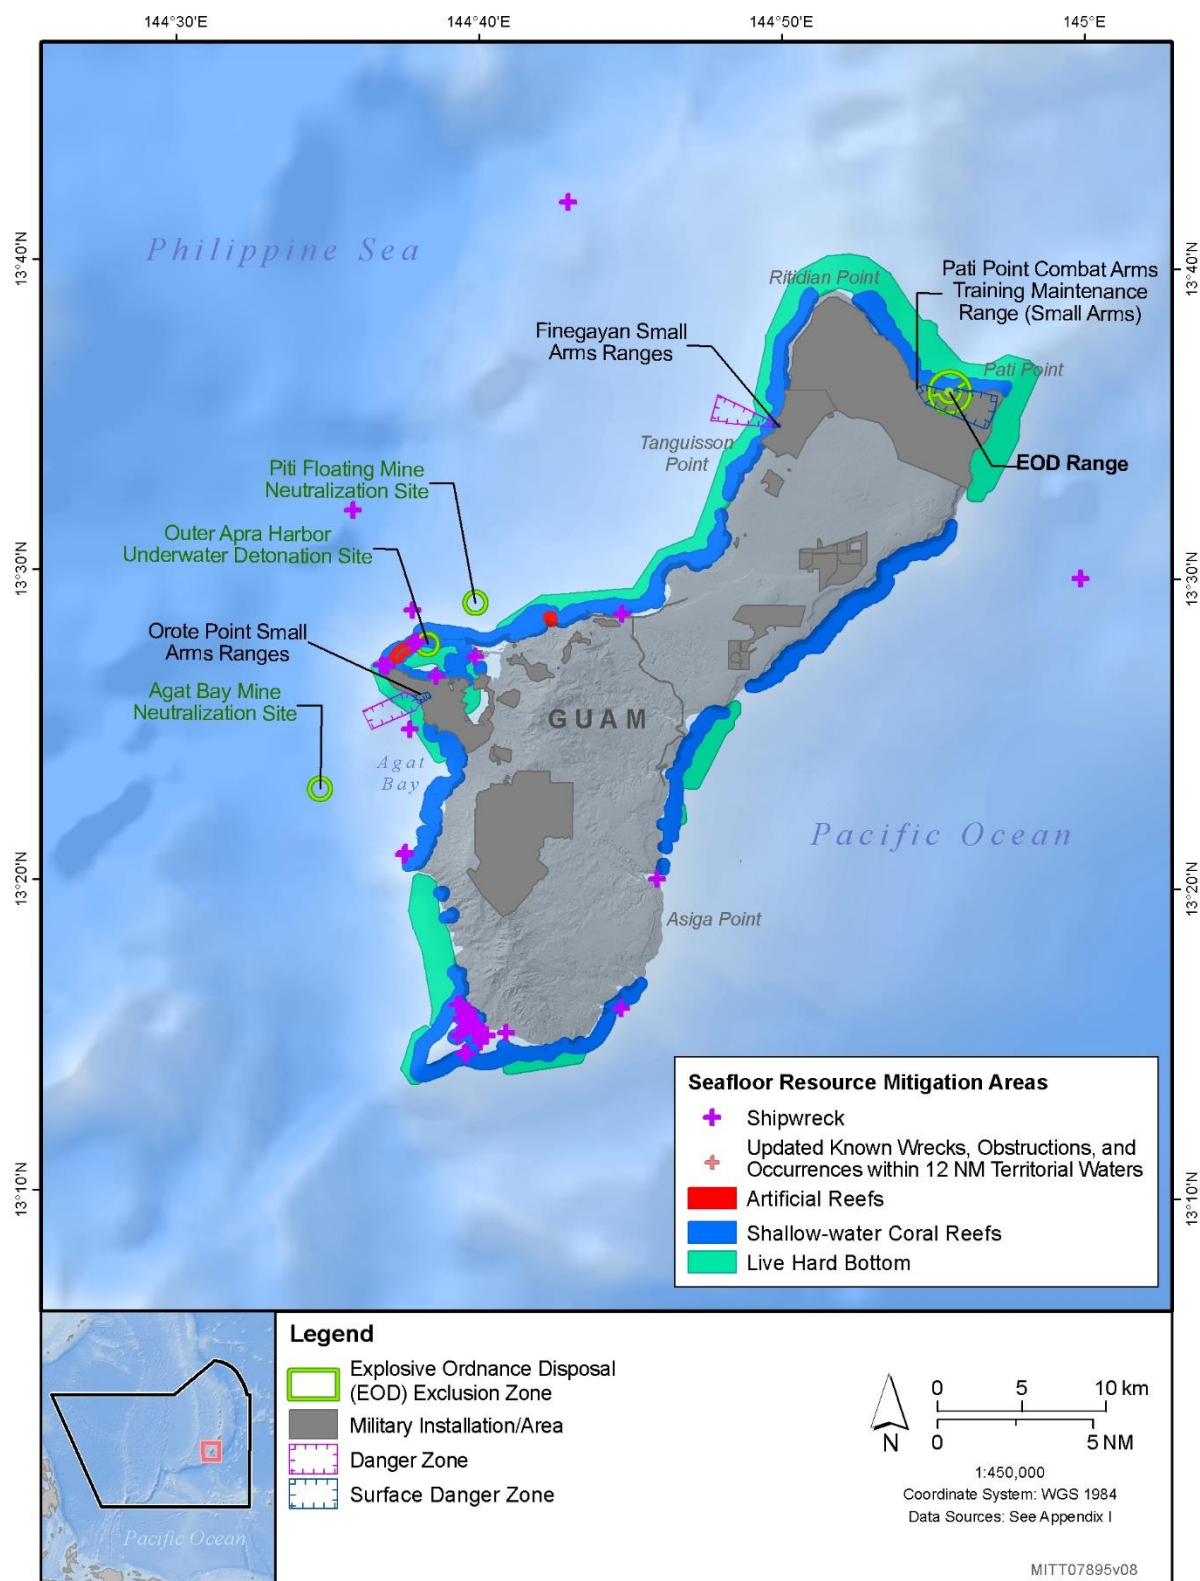 144°30'E
144°40'E
144°50'E
145°E
13°40'N
13°40'N
Philippine Sea
Ritidian Point
Pati Point Combat Arms
Training Maintenance
Range (Small Arms)
Finegayan Small
Arms Ranges
Pati Point
Tanguisson
Point
EOD Range
Piti Floating Mine
Neutralization Site
Outer Apra Harbor
Underwater Detonation Site
13°30'N
13°30'N
Orote Point Small
Arms Ranges
Agat Bay Mine
Neutralization Site
GUAM
Agat
Bay
Pacific Ocean
13°20'N
13°20'N
Asiga Point
Seafloor Resource Mitigation Areas
Shipwreck
Updated Known Wrecks, Obstructions, and
Occurrences within 12 NM Territorial Waters
Artificial Reefs
Shallow-water Coral Reefs
Live Hard Bottom
13°10'N
13°10'N
Legend
Explosive Ordnance Disposal
(EOD) Exclusion Zone
Military Installation/Area
Danger Zone
Surface Danger Zone
Pacific Ocean
N
0 5 10 km
0 5 NM
1:450,000
Coordinate System: WGS 1984
Data Sources: See Appendix I
MITT07895v08